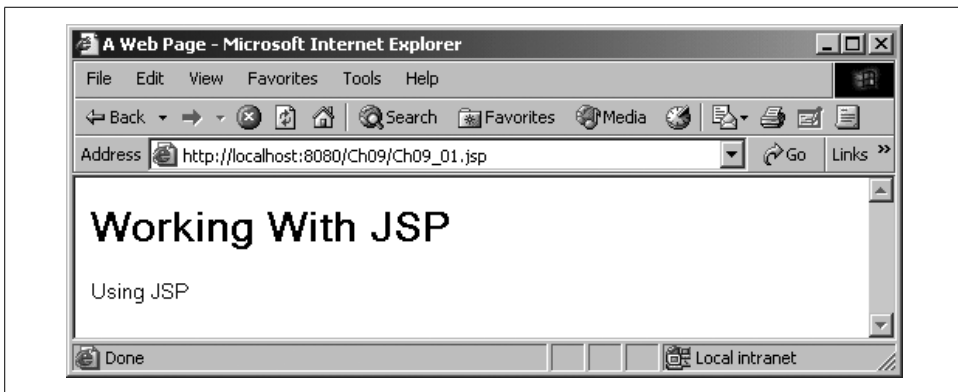 A Web Page - Microsoft Internet Explorer
File Edit View Favorites Tools Help
Back Search Favorites Media
Address http://localhost:8080/Ch09/Ch09_01.jsp Go Links »
Working With JSP
Using JSP
Done Local intranet